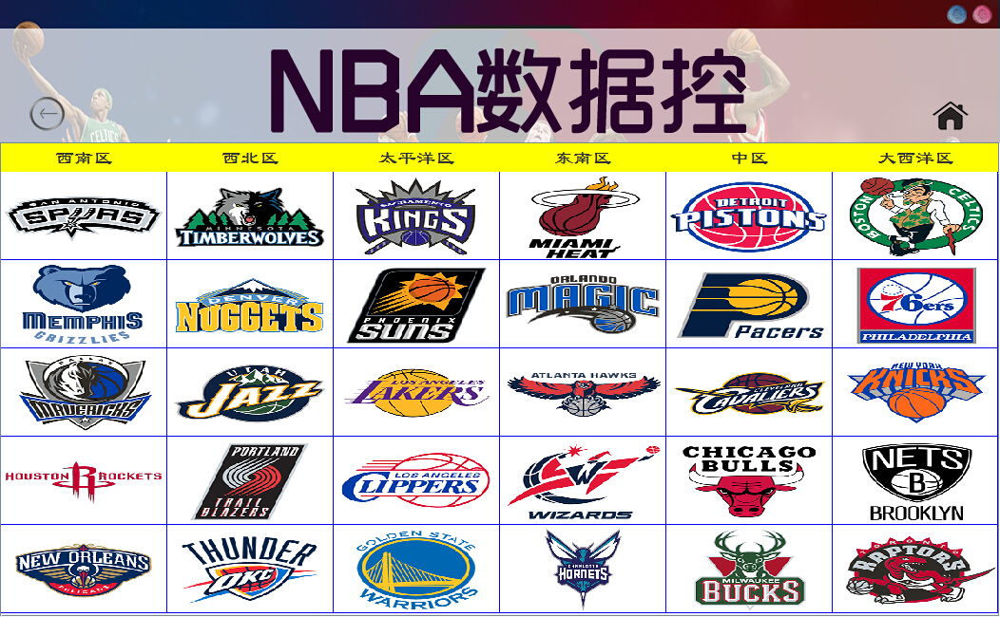 NBA数据控
CELTICS
西南区 西北区 太平洋区 东南区 中区 大西洋区
SAN ANTONIO
SPURS
MINNESOTA
TIMBERWOLVES
SACRAMENTO
KINGS
MIAMI
HEAT
DETROIT
PISTONS
BOSTON CELTICS
MEMPHIS
GRIZZLIES
DENVER
NUGGETS
PHOENIX
SUNS
ORLANDO
MAGIC
Pacers
76ers
PHILADELPHIA
DALLAS
MAVERICKS
UTAH
JAZZ
LOS ANGELES
LAKERS
ATLANTA HAWKS
CLEVELAND
CAVALIERS
NEW YORK
KNICKS
HOUSTON ROCKETS
PORTLAND
TRAIL
BLAZERS
LOS ANGELES
CLIPPERS
W
WIZARDS
CHICAGO
BULLS
NETS
B
BROOKLYN
NEW ORLEANS
PELICANS
THUNDER
OKC
GOLDEN STATE
WARRIORS
CHARLOTTE
HORNETS
MILWAUKEE
BUCKS
TORONTO
RAPTORS